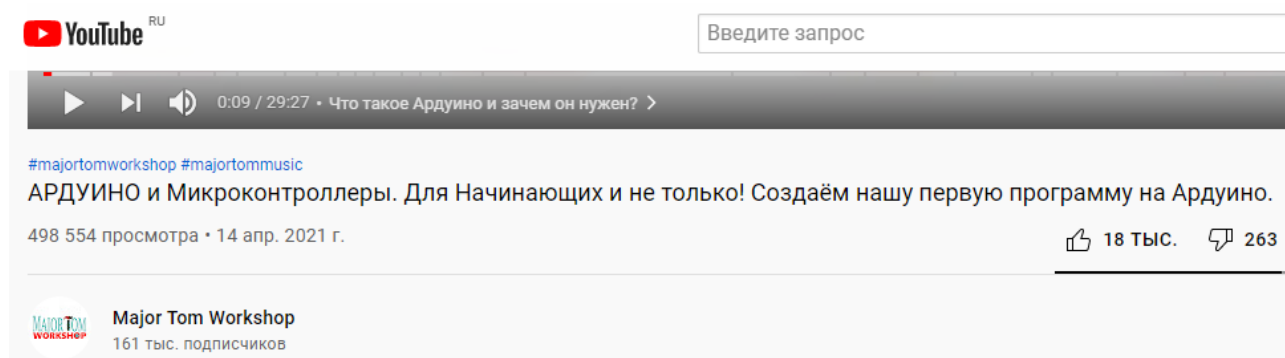 YouTube RU
Введите запрос
0:09 / 29:27 • Что такое Ардуино и зачем он нужен? >
#majortomworkshop #majortommusic
АРДУИНО и Микроконтроллеры. Для Начинающих и не только! Создаём нашу первую программу на Ардуино.
498 554 просмотра • 14 апр. 2021 г.
18 ТЫС. 263
MAJOR TOM
WORKSHOP
Major Tom Workshop
161 тыс. подписчиков